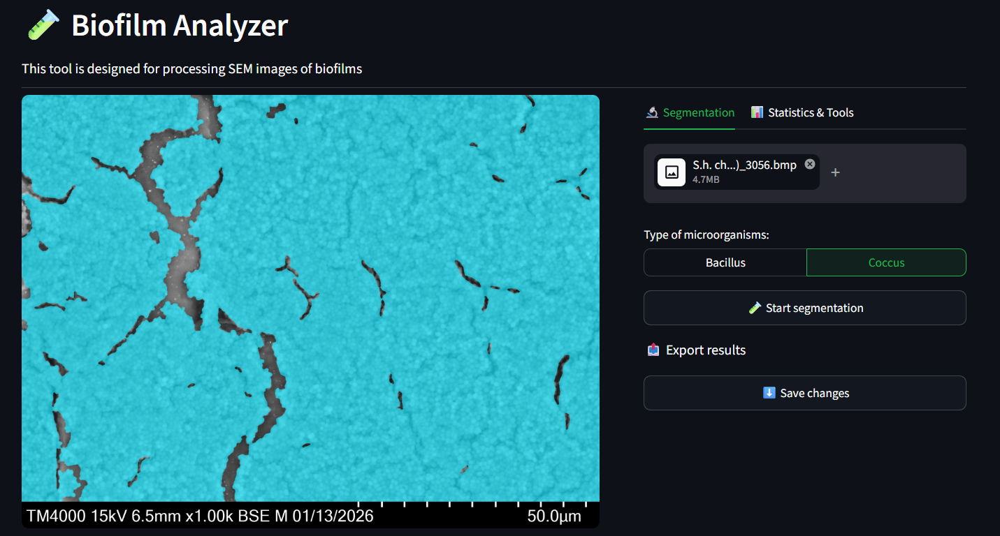 Biofilm Analyzer
This tool is designed for processing SEM images of biofilms
Segmentation
Statistics & Tools
S.h. ch...)_3056.bmp
4.7MB
Type of microorganisms:
Bacillus
Coccus
Start segmentation
Export results
Save changes
TM4000 15kV 6.5mm x1.00k BSE M 01/13/2026
50.0µm